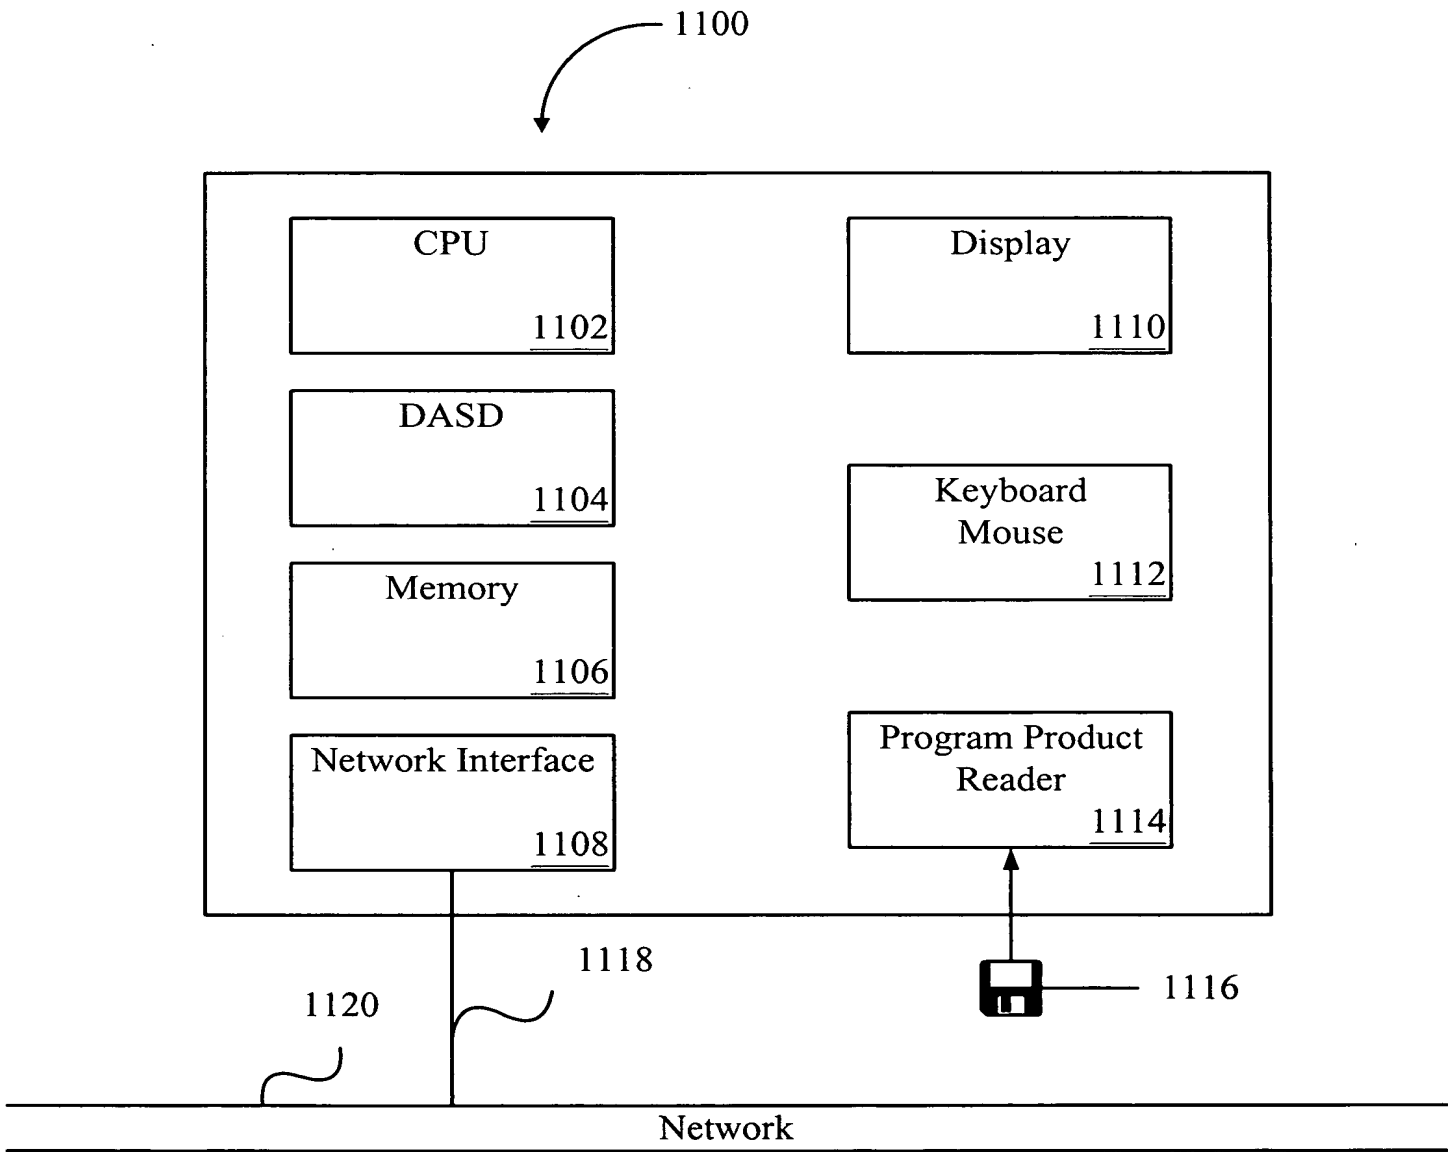 1100
CPU
1102
Display
1110
DASD
1104
Keyboard
Mouse
1112
Memory
1106
Network Interface
1108
Program Product
Reader
1114
1118
1116
1120
Network